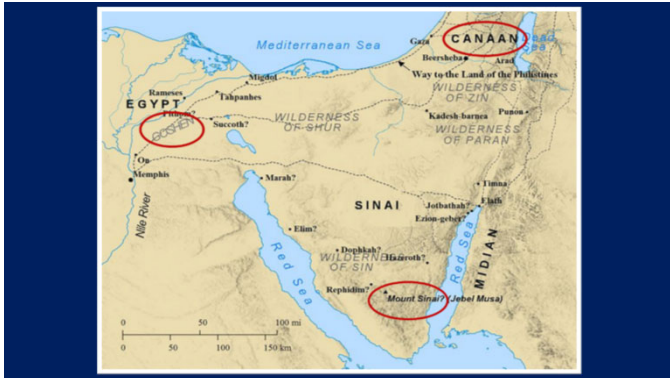 Mediterranean Sea
Gaza
CANAAN
Dead
Sea
Beersheba
Arad
Way to the Land of the Philistines
Migdol
WILDERNESS
OF ZIN
Rameses
Tahpanhes
EGYPT
Pithom?
GOSHEN
Succoth?
WILDERNESS
OF SHUR
Kadesh-barnea
Punon
WILDERNESS
OF PARAN
On
Memphis
Marah?
Timna
SINAI
Jotbathah?
Elath
Ezion-geber?
Nile River
Elim?
Dophkah?
Hazeroth?
WILDERNESS
OF SIN
Red Sea
Red Sea
MIDIAN
Rephidim?
Mount Sinai? (Jebel Musa)
0 50 100 mi
0 50 100 150 km